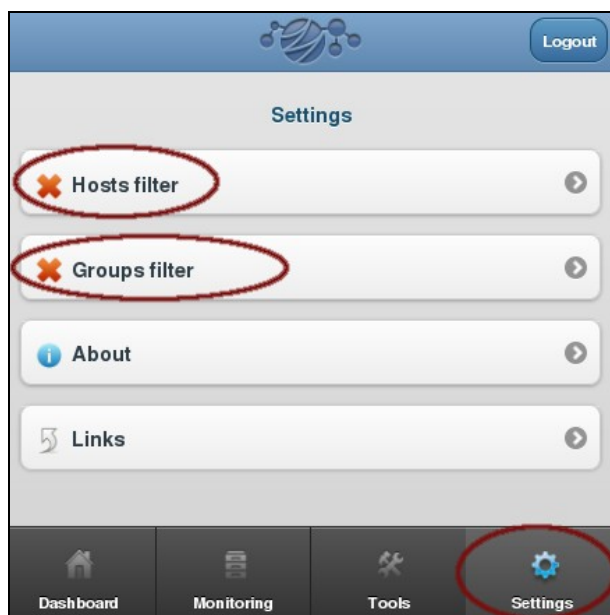 Logout
Settings
Hosts filter
Groups filter
About
Links
Dashboard Monitoring Tools Settings